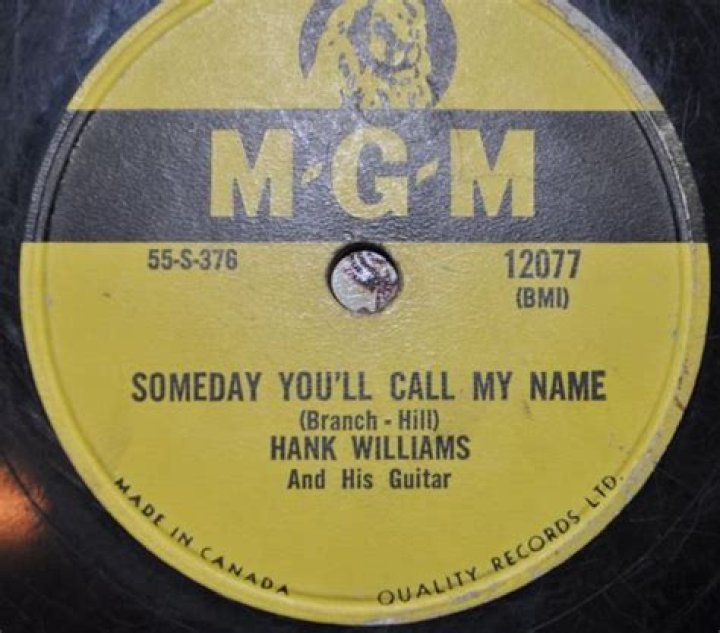 M-G-M
55-S-376
12077
(BMI)
SOMEDAY YOU'LL CALL MY NAME
(Branch - Hill)
HANK WILLIAMS
And His Guitar
MADE IN CANADA
QUALITY RECORDS LTD.